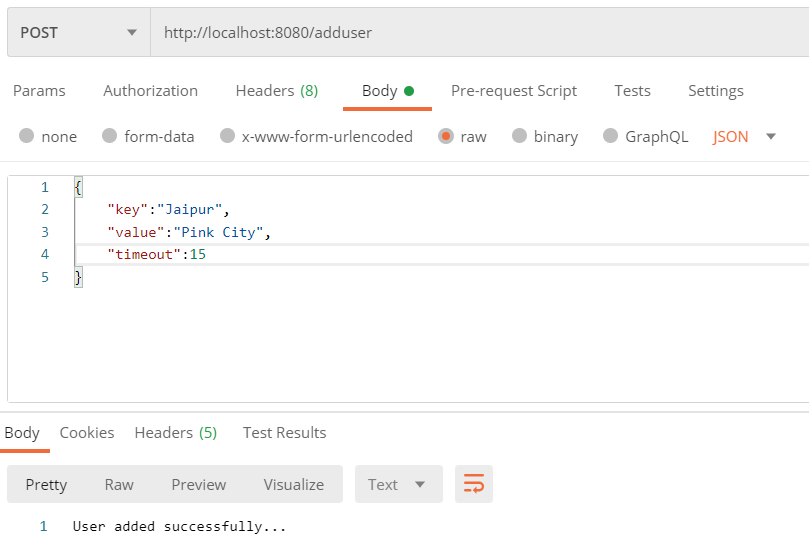 POST http://localhost:8080/adduser
Params Authorization Headers (8) Body Pre-request Script Tests Settings
none form-data x-www-form-urlencoded raw binary GraphQL JSON
1 {
2 "key":"Jaipur",
3 "value":"Pink City",
4 "timeout":15
5 }
Body Cookies Headers (5) Test Results
Pretty Raw Preview Visualize Text
1 User added successfully...